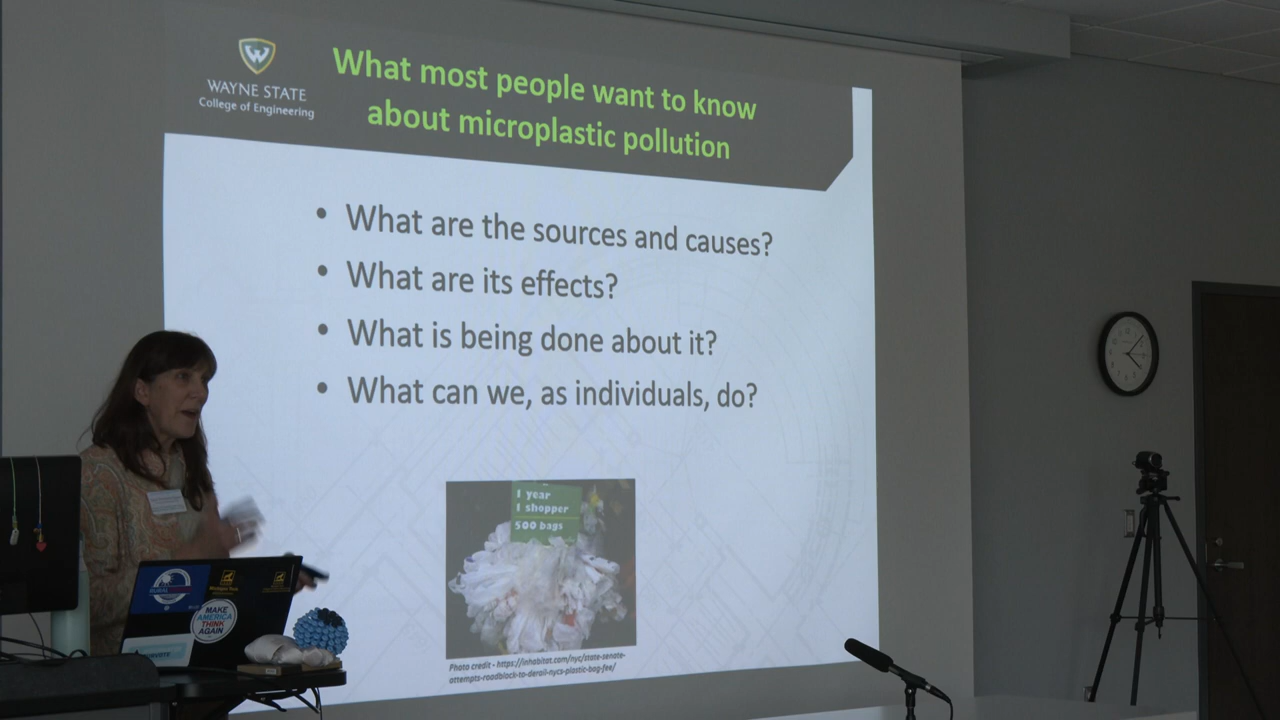 WAYNE STATE
College of Engineering
What most people want to know
about microplastic pollution
• What are the sources and causes?
• What are its effects?
• What is being done about it?
• What can we, as individuals, do?
1 year
1 shopper
500 bags
Photo credit - https://inhabitat.com/nyc/state-senate-
attempts-roadblock-to-derail-nycs-plastic-bag-fee/
RURAL
MAKE
AMERICA
THINK
AGAIN